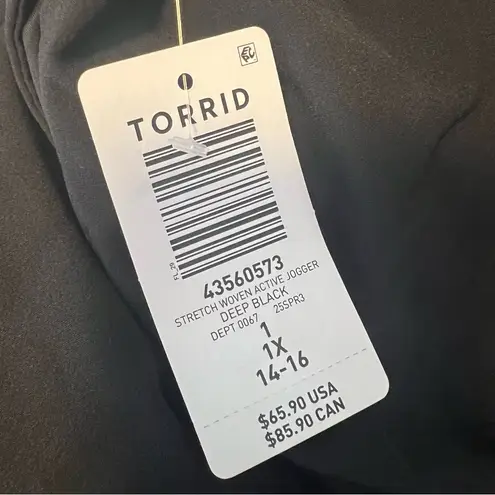 TORRID
FL39
43560573
STRETCH WOVEN ACTIVE JOGGER
DEEP BLACK
DEPT 0067 25SPR3
1
1X
14-16
$65.90 USA
$85.90 CAN